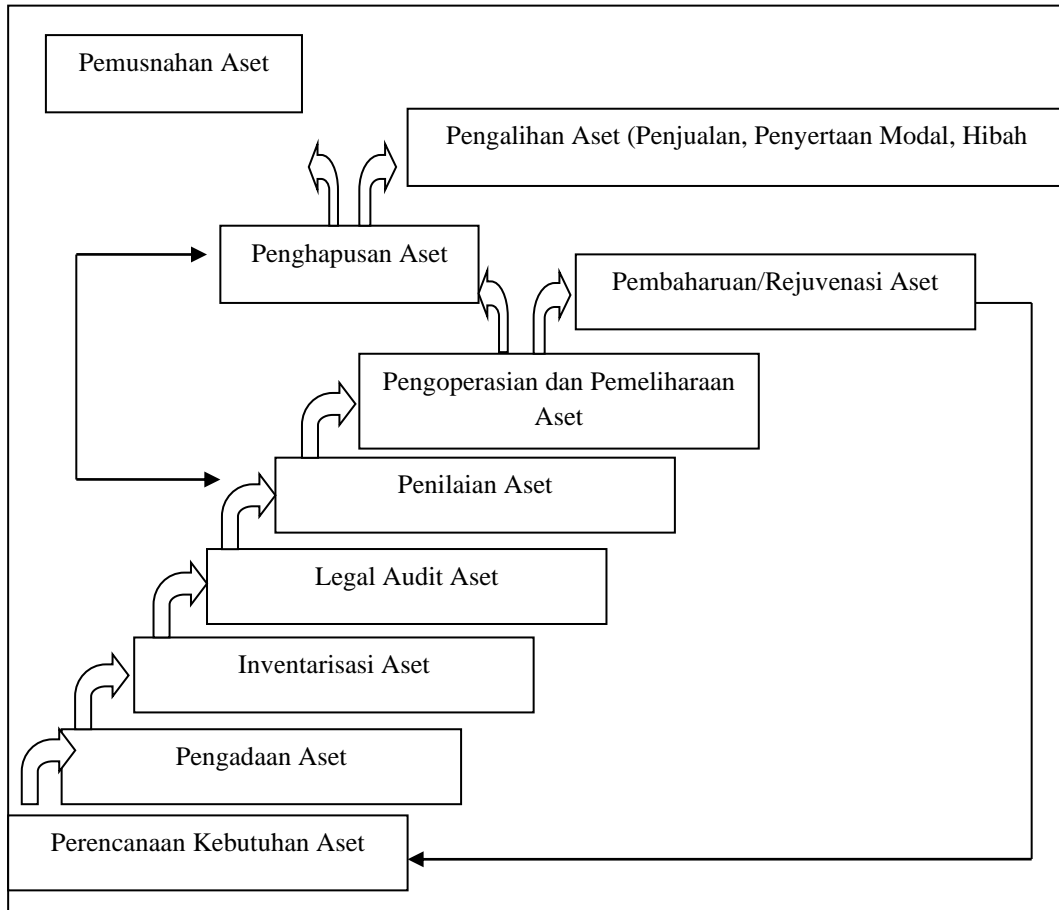 Pemusnahan Aset
Pengalihan Aset (Penjualan, Penyertaan Modal, Hibah
Penghapusan Aset
Pembaharuan/Rejuvenasi Aset
Pengoperasian dan Pemeliharaan
Aset
Penilaian Aset
Legal Audit Aset
Inventarisasi Aset
Pengadaan Aset
Perencanaan Kebutuhan Aset